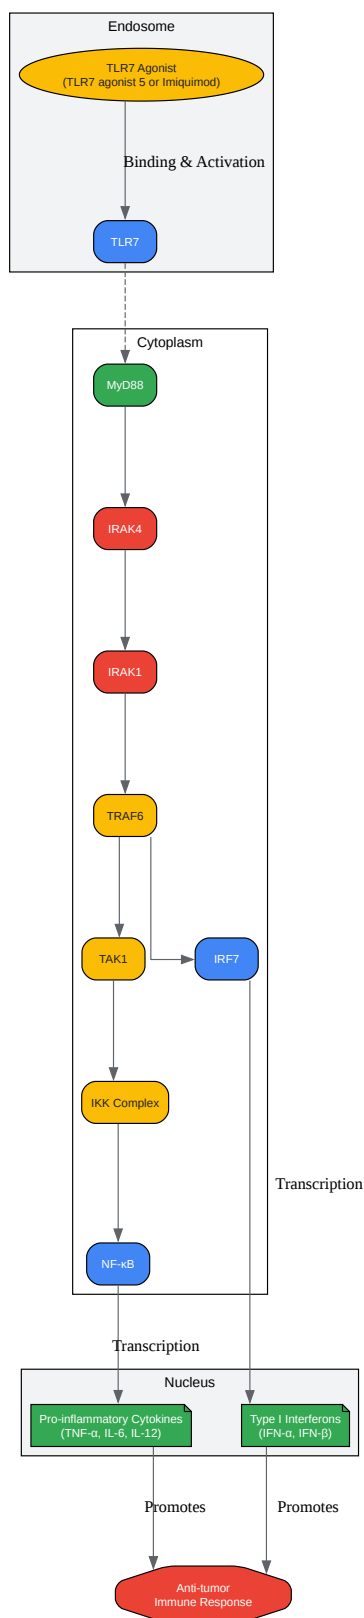 Endosome
TLR7 Agonist
(TLR7 agonist 5 or Imiquimod)
Binding & Activation
TLR7
Cytoplasm
MyD88
IRAK4
IRAK1
TRAF6
TAK1
IRF7
IKK Complex
Transcription
NF-κB
Transcription
Nucleus
Pro-inflammatory Cytokines
(TNF-α, IL-6, IL-12)
Type I Interferons
(IFN-α, IFN-β)
Promotes
Promotes
Anti-tumor
Immune Response